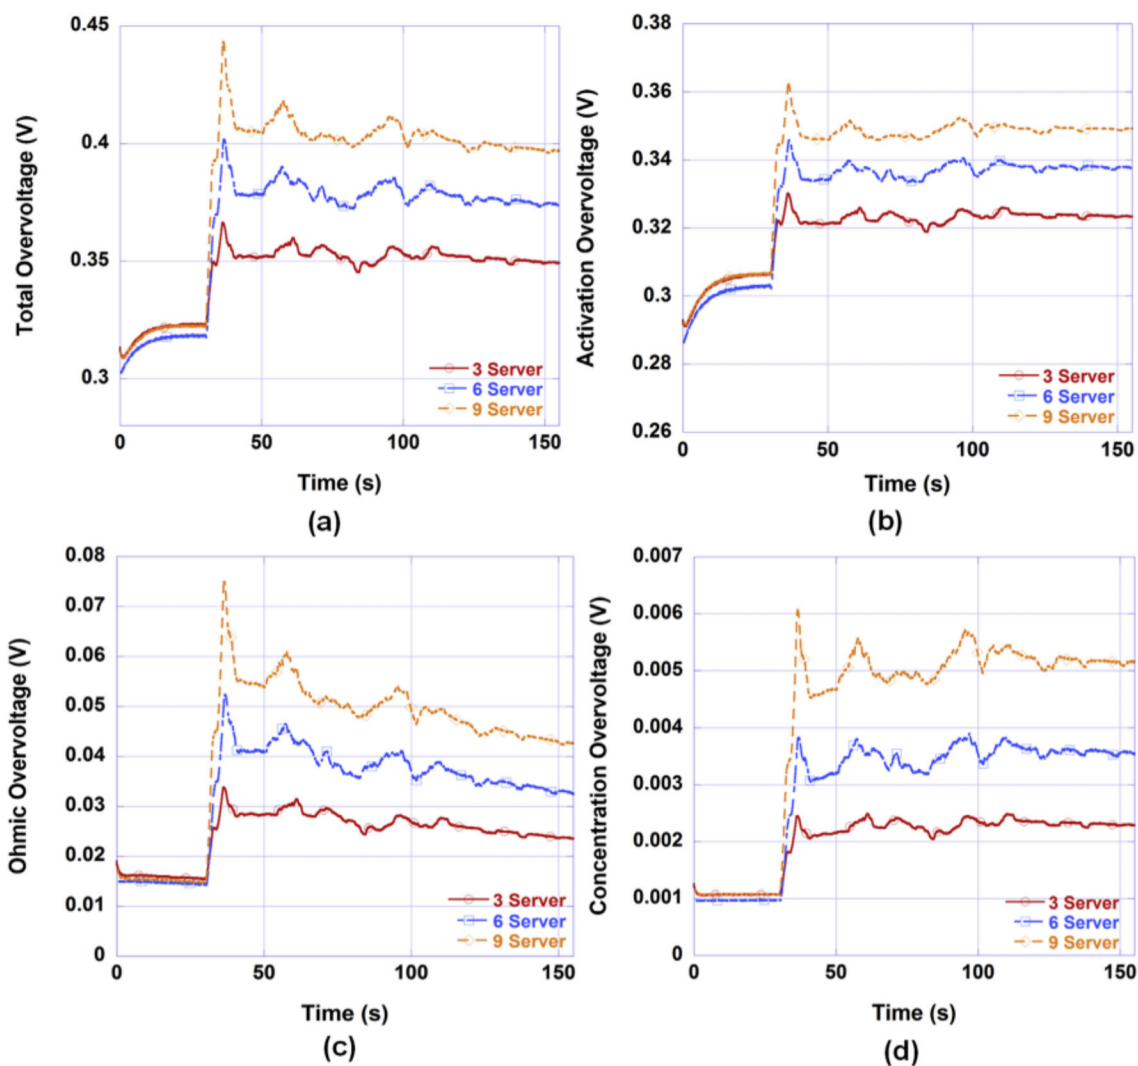 0.45
0.4
0.35
0.3
Total Overvoltage (V)
3 Server
6 Server
9 Server
0 50 100 150
Time (s)
(a)
0.38
0.36
0.34
0.32
0.3
0.28
0.26
Activation Overvoltage (V)
3 Server
6 Server
9 Server
0 50 100 150
Time (s)
(b)
0.08
0.07
0.06
0.05
0.04
0.03
0.02
0.01
0
Ohmic Overvoltage (V)
3 Server
6 Server
9 Server
0 50 100 150
Time (s)
(c)
0.007
0.006
0.005
0.004
0.003
0.002
0.001
0
Concentration Overvoltage (V)
3 Server
6 Server
9 Server
0 50 100 150
Time (s)
(d)